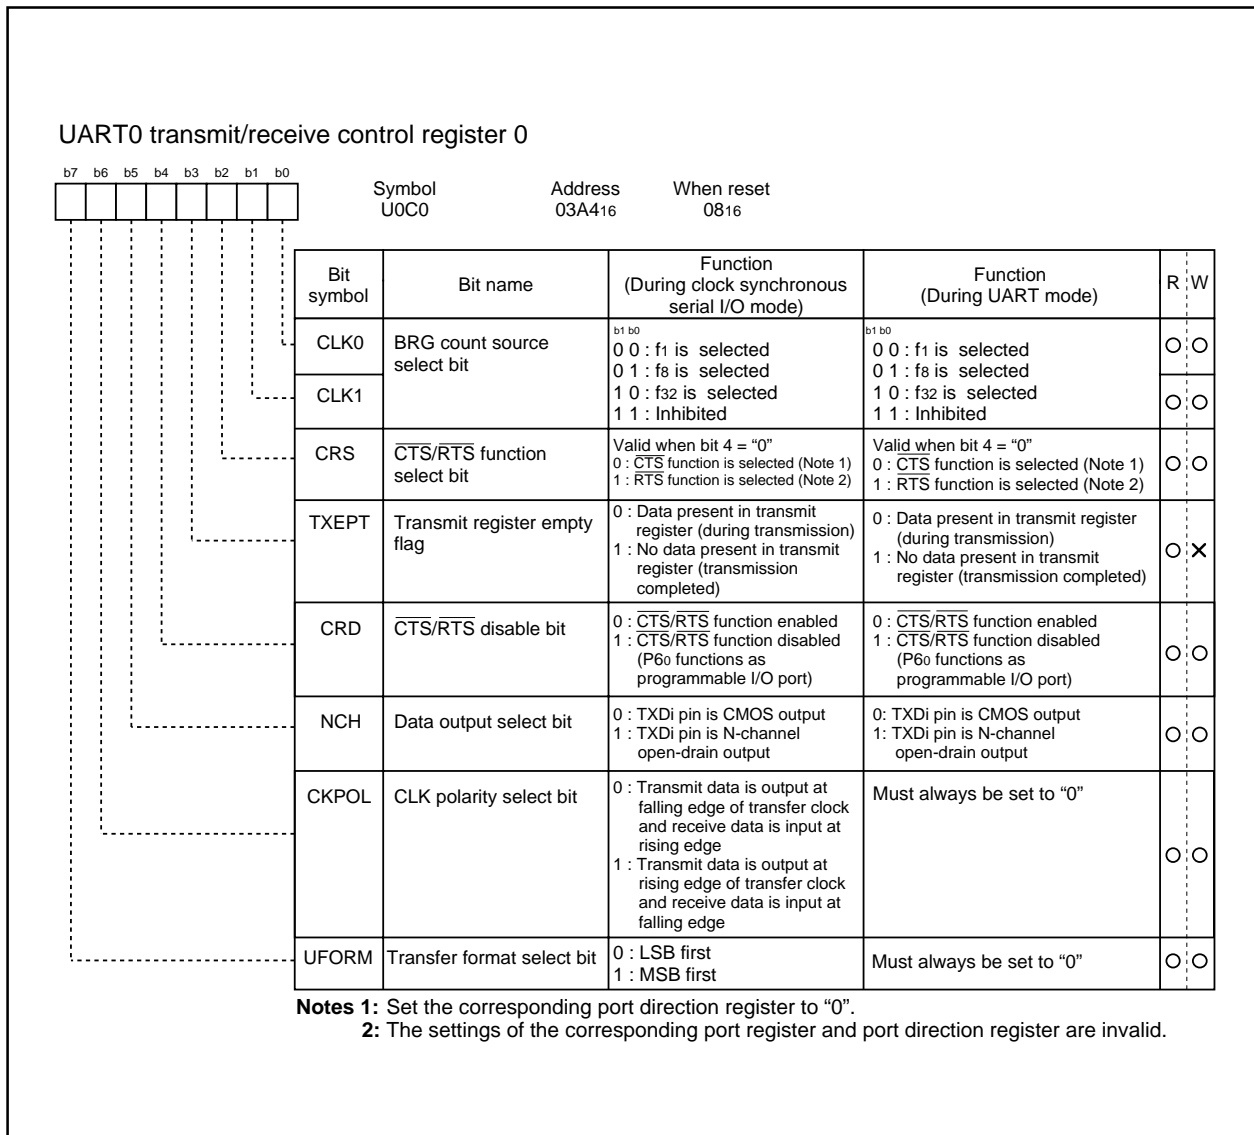 UART0 transmit/receive control register 0
b7 b6 b5 b4 b3 b2 b1 b0
Symbol Address When reset
U0C0 03A416 0816
Bit symbol
Bit name
Function
(During clock synchronous
serial I/O mode)
Function
(During UART mode)
R W
CLK0
CLK1
BRG count source
select bit
b1 b0
0 0 : f1 is selected
0 1 : f8 is selected
1 0 : f32 is selected
1 1 : Inhibited
b1 b0
0 0 : f1 is selected
0 1 : f8 is selected
1 0 : f32 is selected
1 1 : Inhibited
CRS
CTS/RTS function
select bit
Valid when bit 4 = “0”
0 : CTS function is selected (Note 1)
1 : RTS function is selected (Note 2)
Valid when bit 4 = “0”
0 : CTS function is selected (Note 1)
1 : RTS function is selected (Note 2)
TXEPT
Transmit register empty
flag
0 : Data present in transmit
register (during transmission)
1 : No data present in transmit
register (transmission
completed)
0 : Data present in transmit register
(during transmission)
1 : No data present in transmit
register (transmission completed)
CRD
CTS/RTS disable bit
0 : CTS/RTS function enabled
1 : CTS/RTS function disabled
(P60 functions as
programmable I/O port)
0 : CTS/RTS function enabled
1 : CTS/RTS function disabled
(P60 functions as
programmable I/O port)
NCH
Data output select bit
0 : TXDi pin is CMOS output
1 : TXDi pin is N-channel
open-drain output
0: TXDi pin is CMOS output
1: TXDi pin is N-channel
open-drain output
CKPOL
CLK polarity select bit
0 : Transmit data is output at
falling edge of transfer clock
and receive data is input at
rising edge
1 : Transmit data is output at
rising edge of transfer clock
and receive data is input at
falling edge
Must always be set to “0”
UFORM
Transfer format select bit
0 : LSB first
1 : MSB first
Must always be set to “0”
Notes 1: Set the corresponding port direction register to “0”.
2: The settings of the corresponding port register and port direction register are invalid.